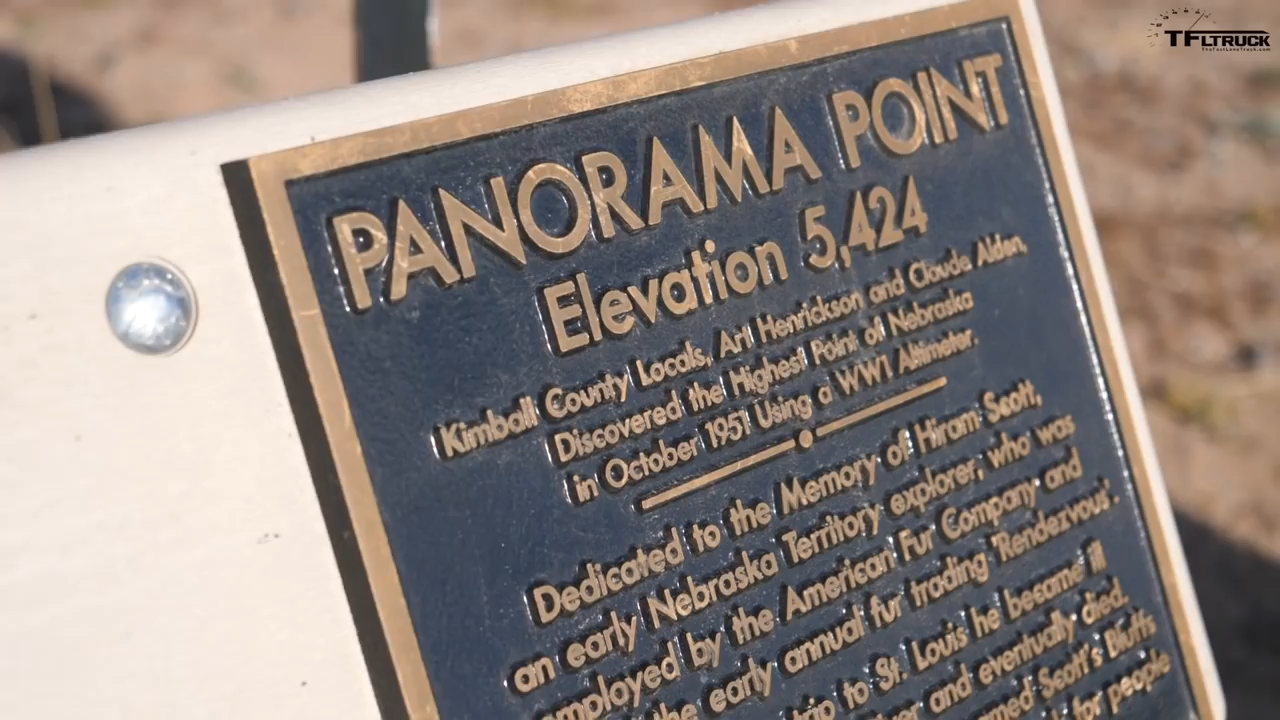 TFLTRUCK
TheFastLaneTruck.com
PANORAMA POINT
Elevation 5,424
Kimball County Locals, Art Henrickson and Claude Alden,
Discovered the Highest Point of Nebraska
in October 1951 Using a WW1 Altimeter.
Dedicated to the Memory of Hiram Scott,
an early Nebraska Territory explorer, who was
employed by the American Fur Company and
the early annual fur trading 'Rendezvous'.
trip to St. Louis he became ill
and eventually died.
Scott's Bluffs
for people